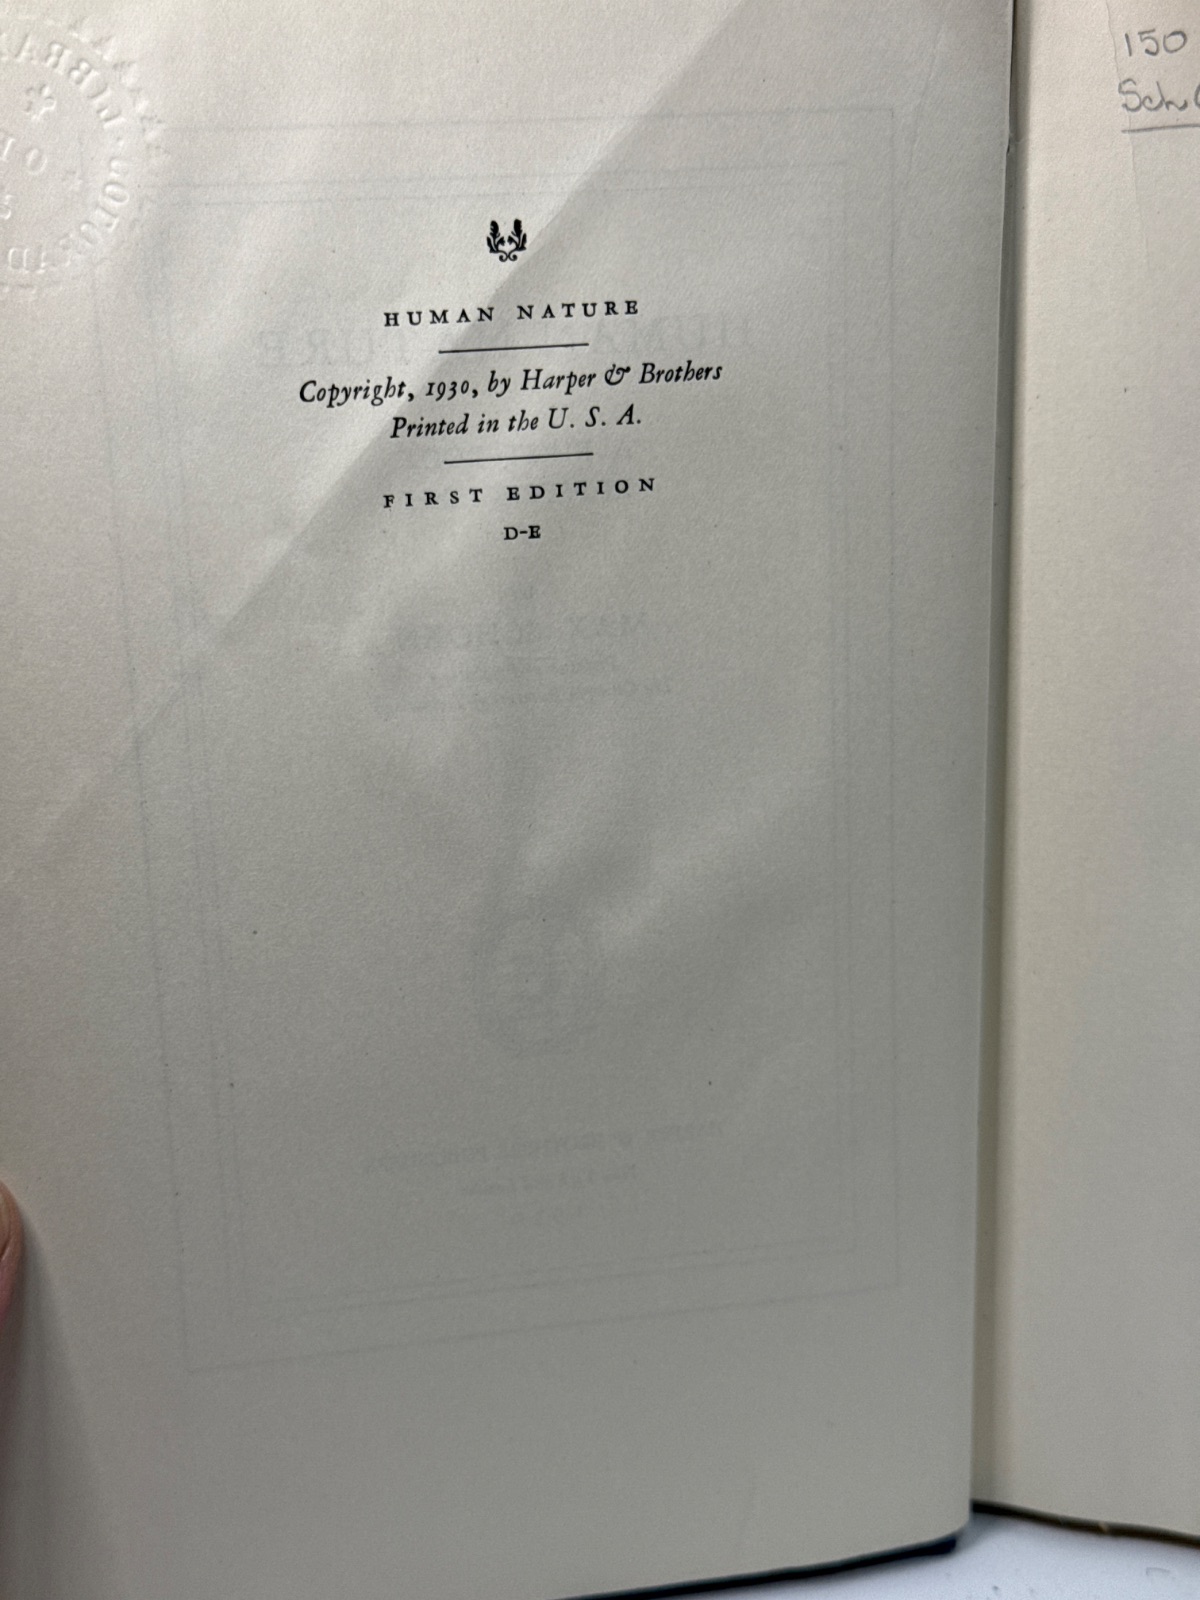 HUMAN NATURE
Copyright, 1930, by Harper & Brothers
Printed in the U. S. A.
FIRST EDITION
D-E
150